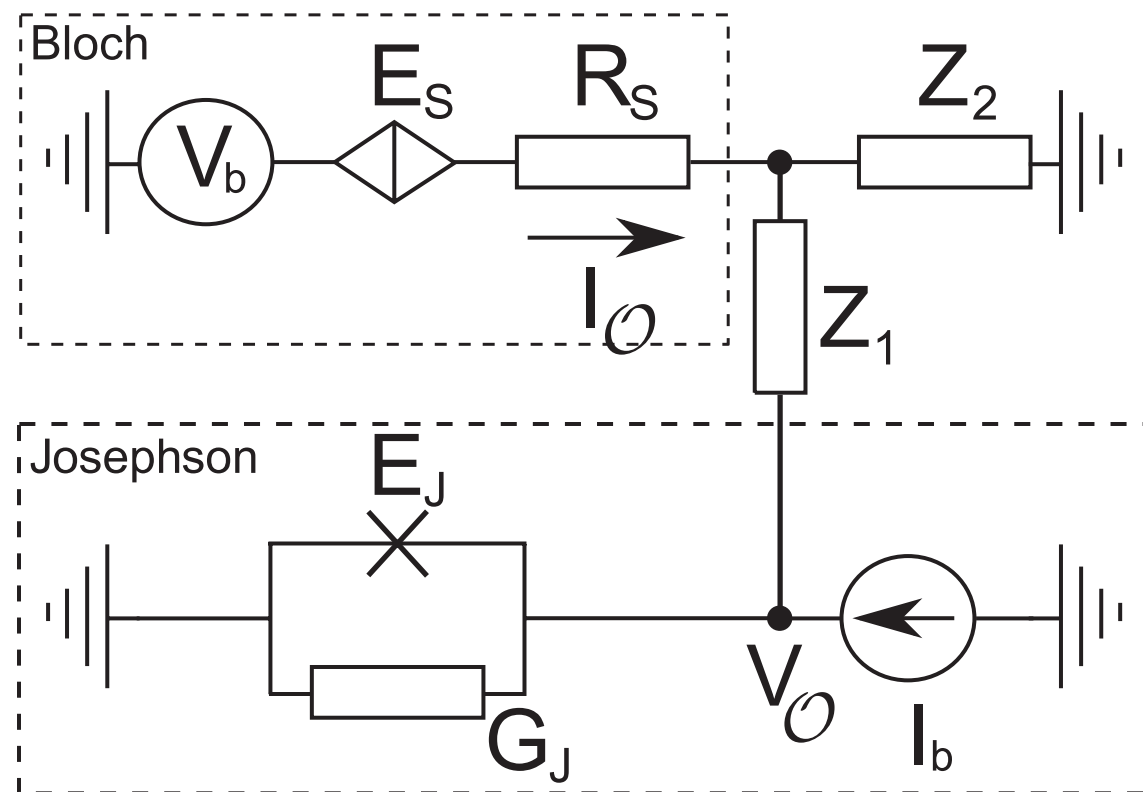 Bloch
E_S R_S Z_2
V_b
I_𝒪
Z_1
Josephson
E_J
V_𝒪
G_J I_b